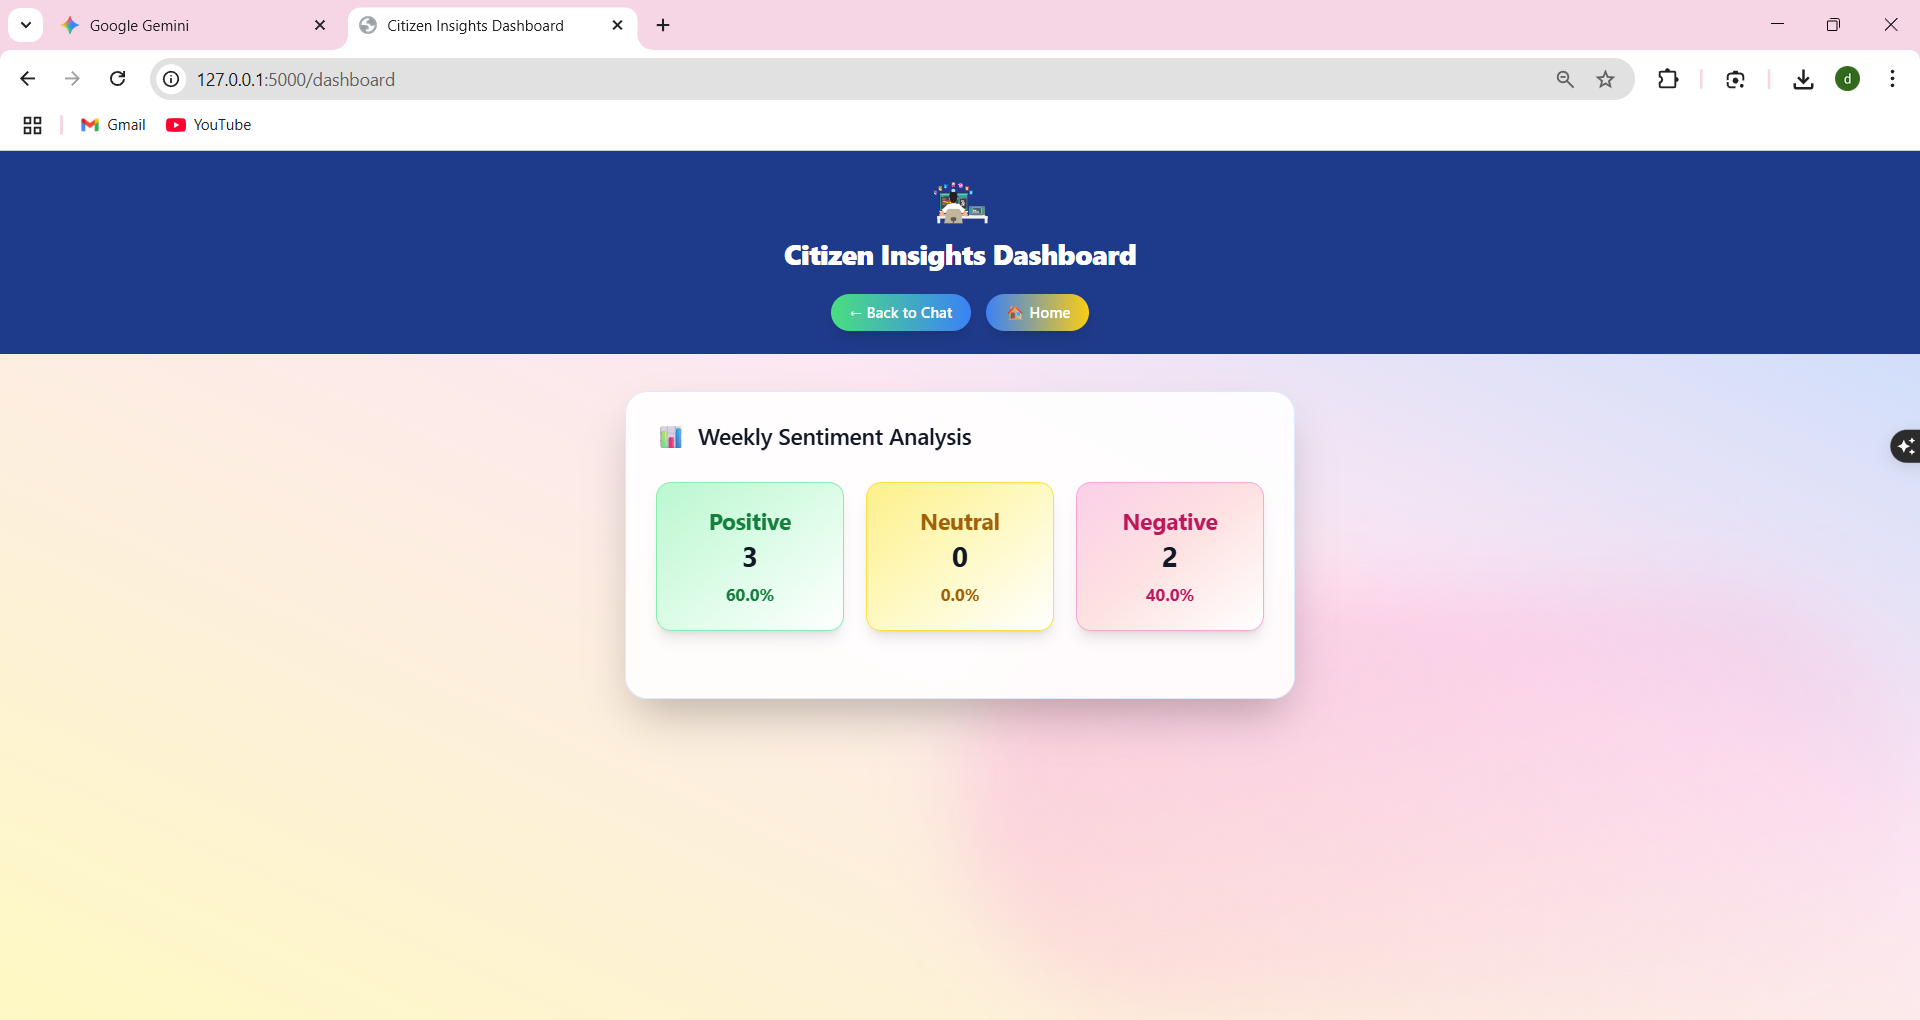 Google Gemini
Citizen Insights Dashboard
127.0.0.1:5000/dashboard
d
Gmail
YouTube
Citizen Insights Dashboard
← Back to Chat
Home
Weekly Sentiment Analysis
Positive
3
60.0%
Neutral
0
0.0%
Negative
2
40.0%